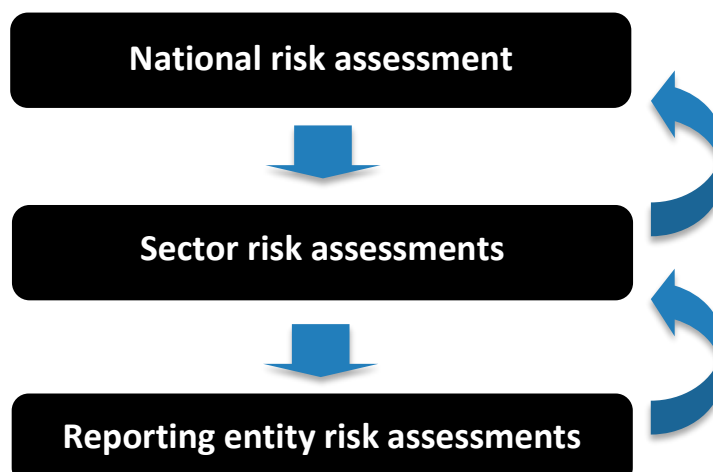 National risk assessment
Sector risk assessments
Reporting entity risk assessments